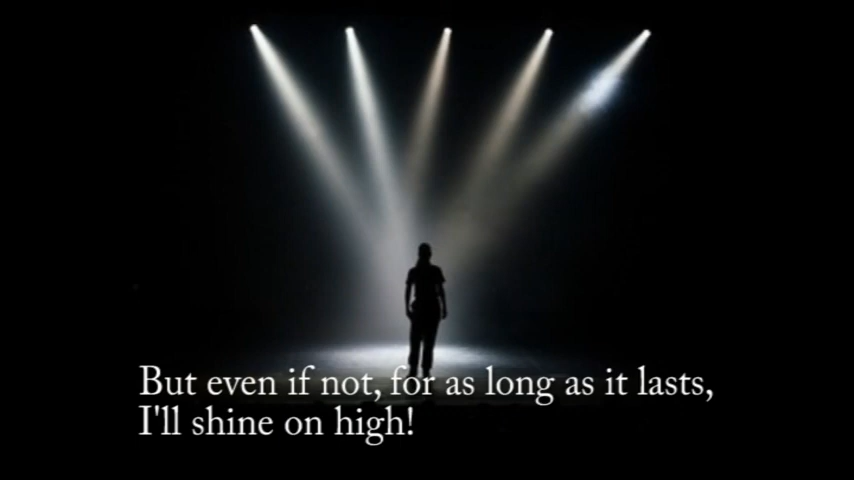 But even if not, for as long as it lasts,
I'll shine on high!